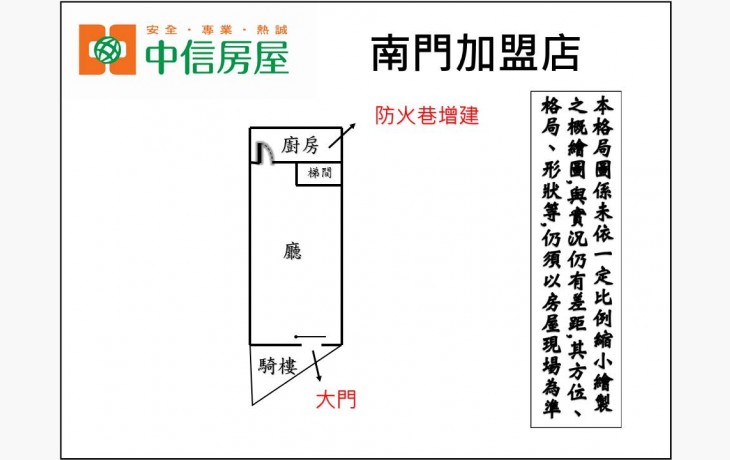 安全・專業・熱誠
中信房屋
南門加盟店
防火巷增建
廚房
梯間
廳
騎樓
大門
本格局圖係未依一定比例縮小繪製
之概繪圖,與實況仍有差距,其方位、
格局、形狀等,仍須以房屋現場為準